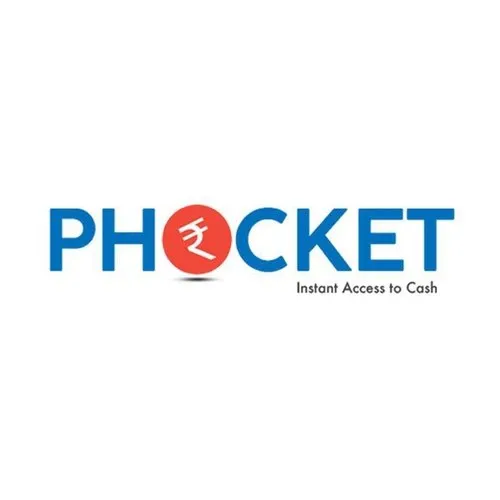 PH₹CKET
Instant Access to Cash